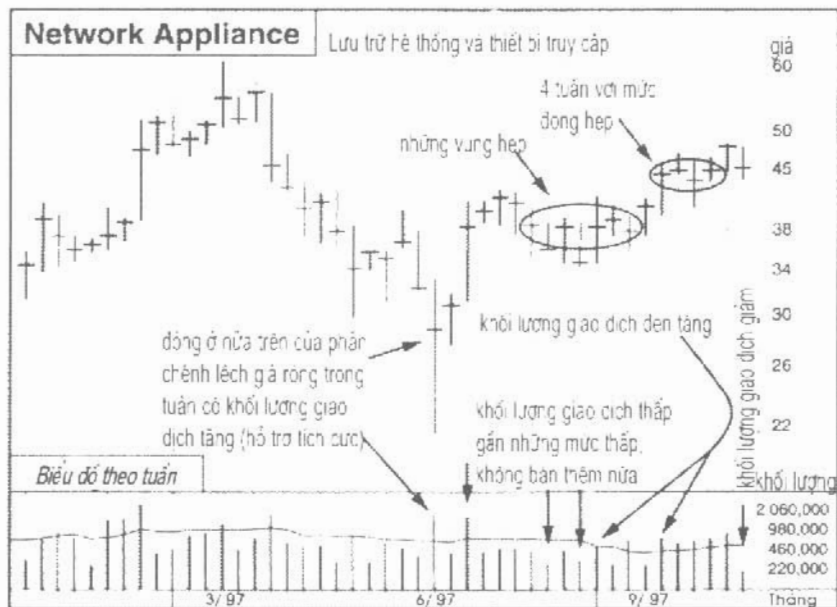 Network Appliance
Lưu trữ hệ thống và thiết bị truy cập
giá
60
4 tuần với mức
đóng hẹp
những vùng hẹp
50
45
38
34
30
26
22
khối lượng giao dịch đen tăng
khối lượng giao dịch giảm
đóng ở nửa trên của phần
chênh lệch giá rộng trong
tuần có khối lượng giao
dịch tăng (hỗ trợ tích cực)
khối lượng giao dịch thấp
gần những mức thấp,
không bán thêm nữa
Biểu đồ theo tuần
khối lượng
2 060,000
980,000
460,000
220,000
3/ 97
6/ 97
9/ 97
Tháng